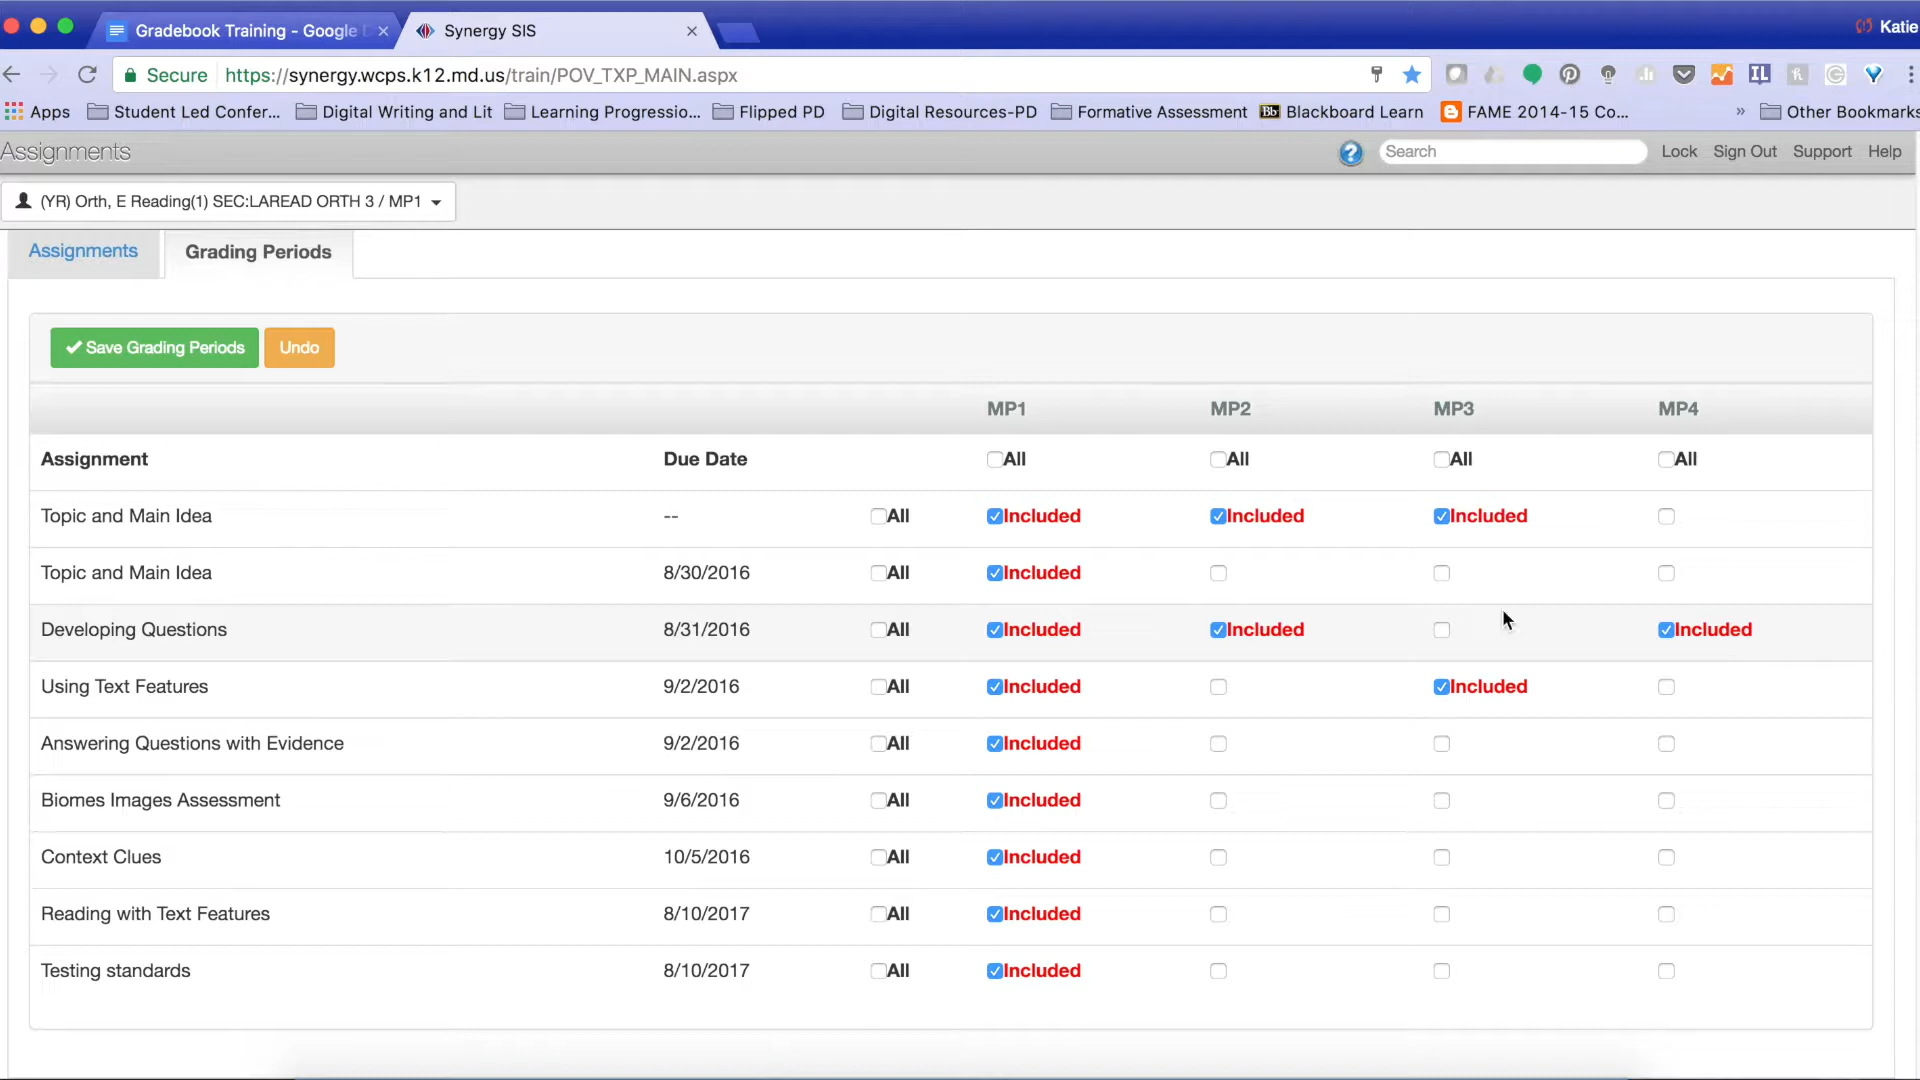 Gradebook Training - Google D
Synergy SIS
Katie
Secure https://synergy.wcps.k12.md.us/train/POV_TXP_MAIN.aspx
IL
Apps Student Led Confer... Digital Writing and Lit Learning Progressio... Flipped PD Digital Resources-PD Formative Assessment Bb Blackboard Learn FAME 2014-15 Co... » Other Bookmarks
Assignments ? Search Lock Sign Out Support Help
(YR) Orth, E Reading(1) SEC:LAREAD ORTH 3 / MP1
Assignments Grading Periods
Save Grading Periods Undo
MP1 MP2 MP3 MP4
Assignment Due Date All All All All
Topic and Main Idea -- All Included Included Included
Topic and Main Idea 8/30/2016 All Included
Developing Questions 8/31/2016 All Included Included Included
Using Text Features 9/2/2016 All Included Included
Answering Questions with Evidence 9/2/2016 All Included
Biomes Images Assessment 9/6/2016 All Included
Context Clues 10/5/2016 All Included
Reading with Text Features 8/10/2017 All Included
Testing standards 8/10/2017 All Included